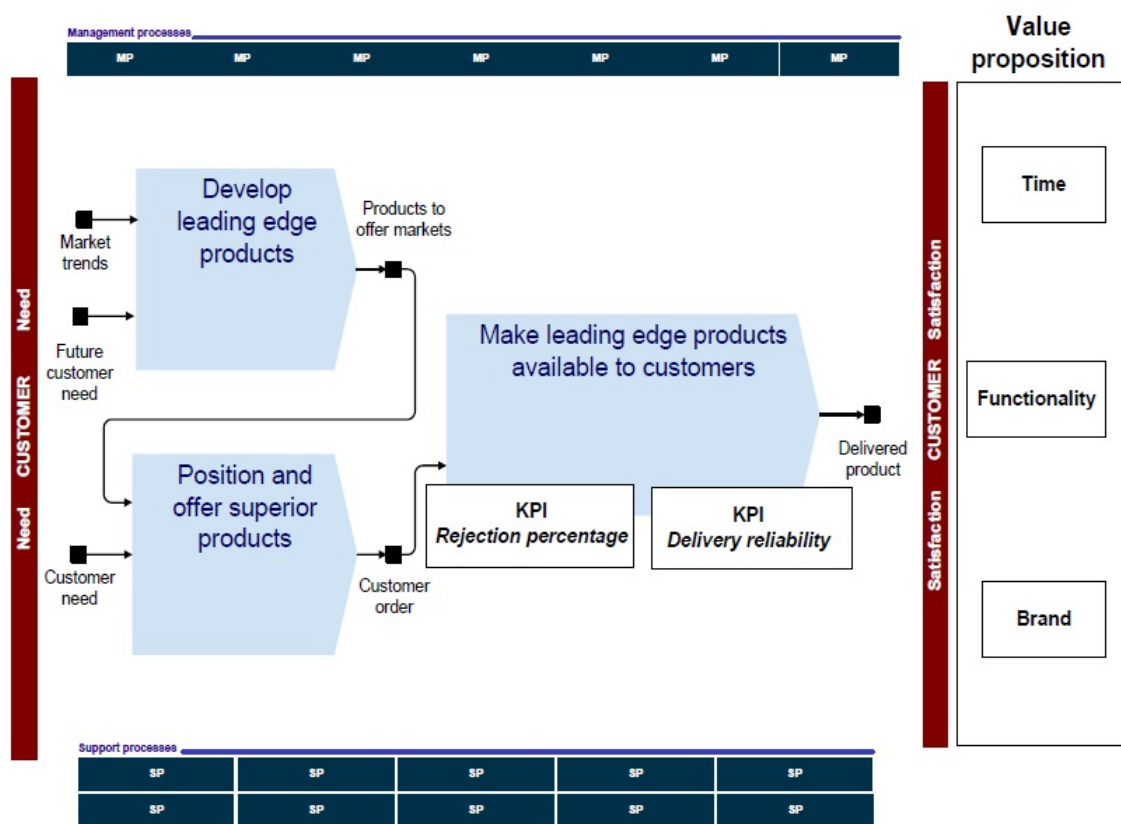 Management processes
MP MP MP MP MP MP MP
Value
proposition
Need CUSTOMER Need
Develop
leading edge
products
Market
trends
Future
customer
need
Products to
offer markets
Make leading edge products
available to customers
Delivered
product
Position and
offer superior
products
Customer
need
Customer
order
KPI
Rejection percentage
KPI
Delivery reliability
Satisfaction CUSTOMER Satisfaction
Time
Functionality
Brand
Support processes
SP SP SP SP SP
SP SP SP SP SP